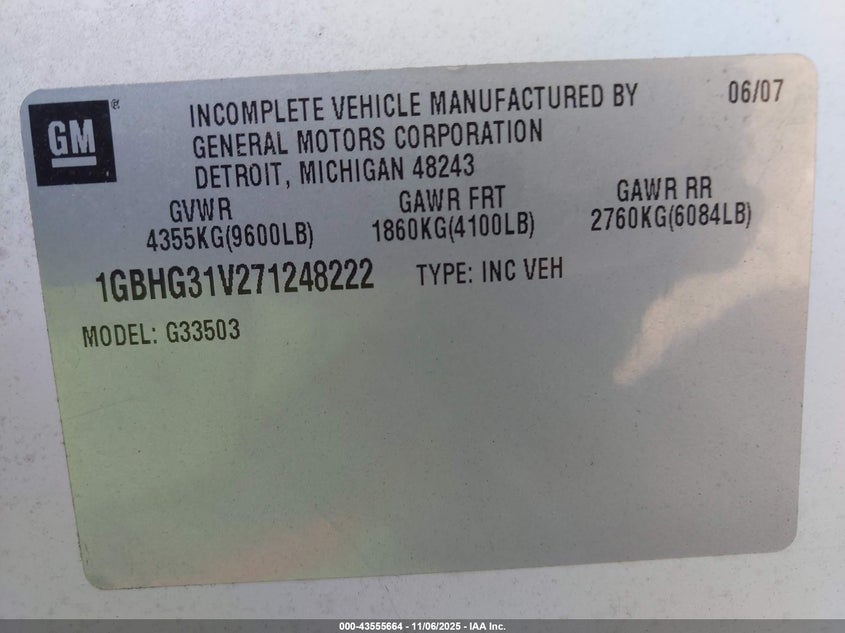 GM
®
INCOMPLETE VEHICLE MANUFACTURED BY 06/07
GENERAL MOTORS CORPORATION
DETROIT, MICHIGAN 48243
GVWR GAWR FRT GAWR RR
4355KG(9600LB) 1860KG(4100LB) 2760KG(6084LB)
1GBHG31V271248222 TYPE: INC VEH
MODEL: G33503
000-43555664 - 11/06/2025 - IAA Inc.